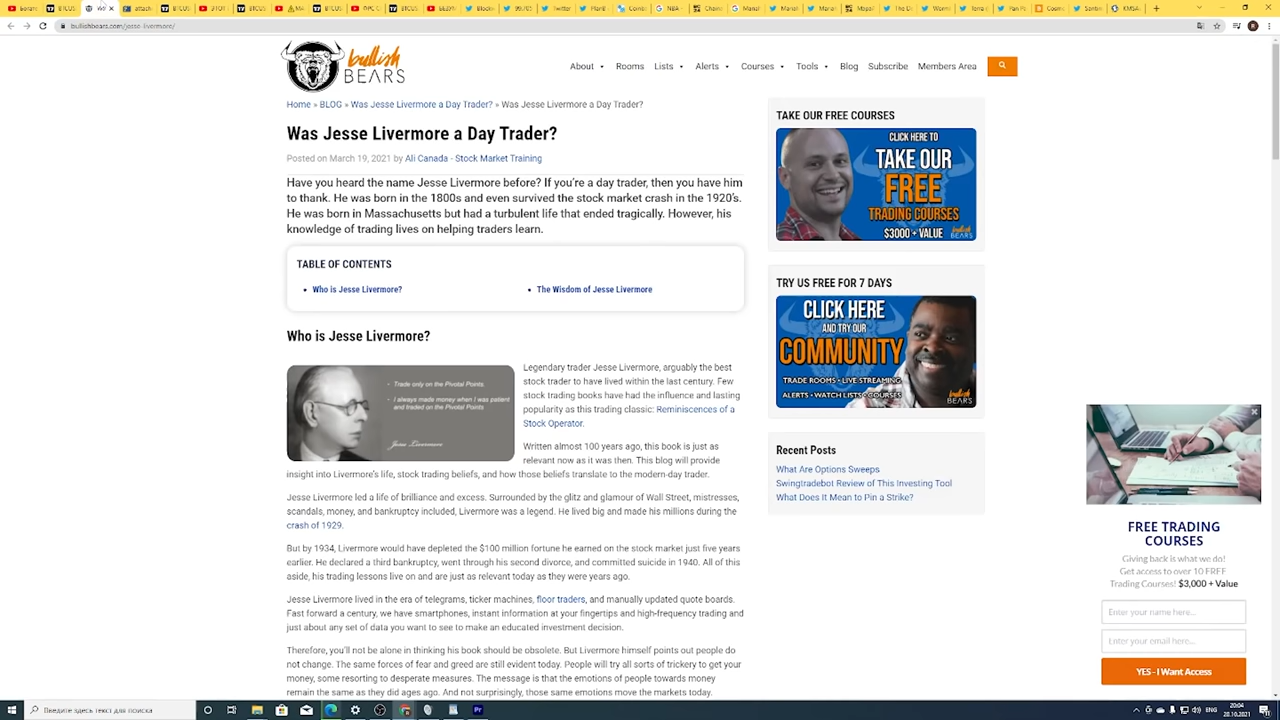 BTCUS
attach
BTCUS
BTCUS
BTCUS
BTCUS
Twitter
bullishbears.com/jesse-livermore/
bullish
BEARS
About
Rooms
Lists
Alerts
Courses
Tools
Blog
Subscribe
Members Area
Home » BLOG » Was Jesse Livermore a Day Trader? » Was Jesse Livermore a Day Trader?
Was Jesse Livermore a Day Trader?
Posted on March 19, 2021 by Ali Canada - Stock Market Training
Have you heard the name Jesse Livermore before? If you're a day trader, then you have him
to thank. He was born in the 1800s and even survived the stock market crash in the 1920's.
He was born in Massachusetts but had a turbulent life that ended tragically. However, his
knowledge of trading lives on helping traders learn.
TABLE OF CONTENTS
• Who is Jesse Livermore?
• The Wisdom of Jesse Livermore
Who is Jesse Livermore?
• Trade only on the Pivotal Points.
• I always made money when I was patient
and traded on the Pivotal Points
Jesse Livermore
Legendary trader Jesse Livermore, arguably the best
stock trader to have lived within the last century. Few
stock trading books have had the influence and lasting
popularity as this trading classic: Reminiscences of a
Stock Operator.
Written almost 100 years ago, this book is just as
relevant now as it was then. This blog will provide
insight into Livermore's life, stock trading beliefs, and how those beliefs translate to the modern-day trader.
Jesse Livermore led a life of brilliance and excess. Surrounded by the glitz and glamour of Wall Street, mistresses,
scandals, money, and bankruptcy included, Livermore was a legend. He lived big and made his millions during the
crash of 1929.
But by 1934, Livermore would have depleted the $100 million fortune he earned on the stock market just five years
earlier. He declared a third bankruptcy, went through his second divorce, and committed suicide in 1940. All of this
aside, his trading lessons live on and are just as relevant today as they were years ago.
Jesse Livermore lived in the era of telegrams, ticker machines, floor traders, and manually updated quote boards.
Fast forward a century, we have smartphones, instant information at your fingertips and high-frequency trading and
just about any set of data you want to see to make an educated investment decision.
Therefore, you'll not be alone in thinking his book should be obsolete. But Livermore himself points out people do
not change. The same forces of fear and greed are still evident today. People will try all sorts of trickery to get your
money, some resorting to desperate measures. The message is that the emotions of people towards money
remain the same as they did ages ago. And not surprisingly, those same emotions move the markets today.
TAKE OUR FREE COURSES
CLICK HERE TO
TAKE OUR
FREE
TRADING COURSES
$3000 + VALUE
BULLISH
BEARS
TRY US FREE FOR 7 DAYS
CLICK HERE
AND TRY OUR
COMMUNITY
TRADE ROOMS • LIVE STREAMING
ALERTS • WATCH LISTS • COURSES
BULLISH
BEARS
Recent Posts
What Are Options Sweeps
Swingtradebot Review of This Investing Tool
What Does It Mean to Pin a Strike?
FREE TRADING
COURSES
Giving back is what we do!
Get access to over 10 FREE
Trading Courses! $3,000 + Value
Enter your name here...
Enter your email here...
YES - I Want Access
Введите здесь текст для поиска
ENG
20:04
28.10.2021